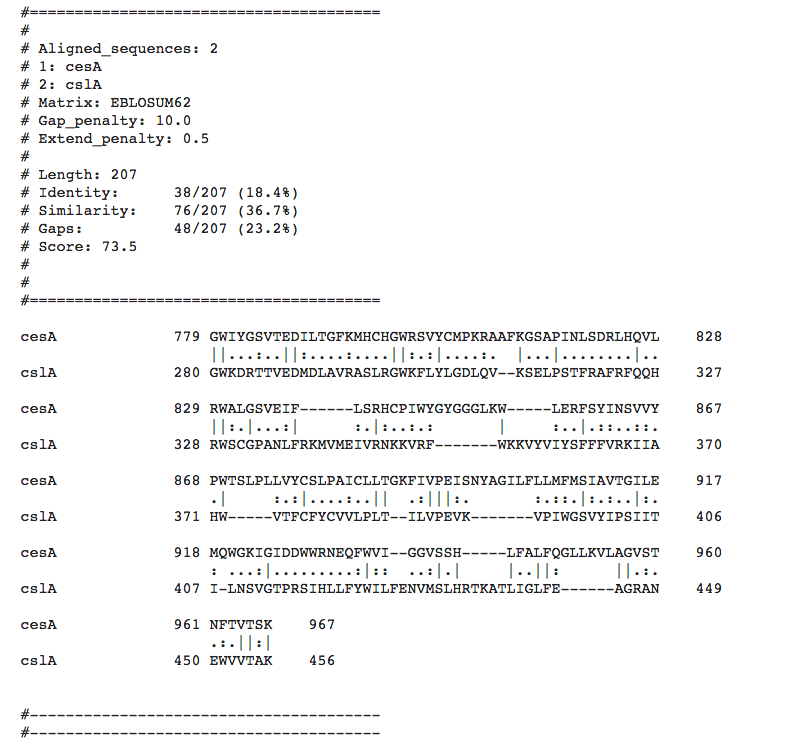 #=======================================
#
# Aligned_sequences: 2
# 1: cesA
# 2: cslA
# Matrix: EBLOSUM62
# Gap_penalty: 10.0
# Extend_penalty: 0.5
#
# Length: 207
# Identity:      38/207 (18.4%)
# Similarity:    76/207 (36.7%)
# Gaps:          48/207 (23.2%)
# Score: 73.5
#
#
#=======================================
cesA             779 GWIYGSVTEDILTGFKMHCHGWRSVYCMPKRAAFKGSAPINLSDRLHQVL    828
                     ||...:..||:....:....||:.:|....:.  |...|........|..
cslA             280 GWKDRTTVEDMDLAVRASLRGWKFLYLGDLQV--KSELPSTFRAFRFQQH    327
cesA             829 RWALGSVEIF------LSRHCPIWYGYGGGLKW-----LERFSYINSVVY    867
                     ||:.|...:|      :.|:..:.:       |     :..|.::..::.
cslA             328 RWSCGPANLFRKMVMEIVRNKKVRF-------WKKVYVIYSFFFVRKIIA    370
cesA             868 PWTSLPLLVYCSLPAICLLTGKFIVPEISNYAGILFLLMFMSIAVTGILE    917
                     .|     :.:|....:..||  .:|||:.       :.::.|:.:..|:.
cslA             371 HW-----VTFCFYCVVLPLT--ILVPEVK-------VPIWGSVYIPSIIT    406
cesA             918 MQWGKIGIDDWWRNEQFWVI--GGVSSH-----LFALFQGLLKVLAGVST    960
                     : ...:|.........:|::  ..:|.|     |..||:      ||.:.
cslA             407 I-LNSVGTPRSIHLLFYWILFENVMSLHRTKATLIGLFE------AGRAN    449
cesA             961 NFTVTSK    967
                     .:.||:|
cslA             450 EWVVTAK    456
#---------------------------------------
#---------------------------------------